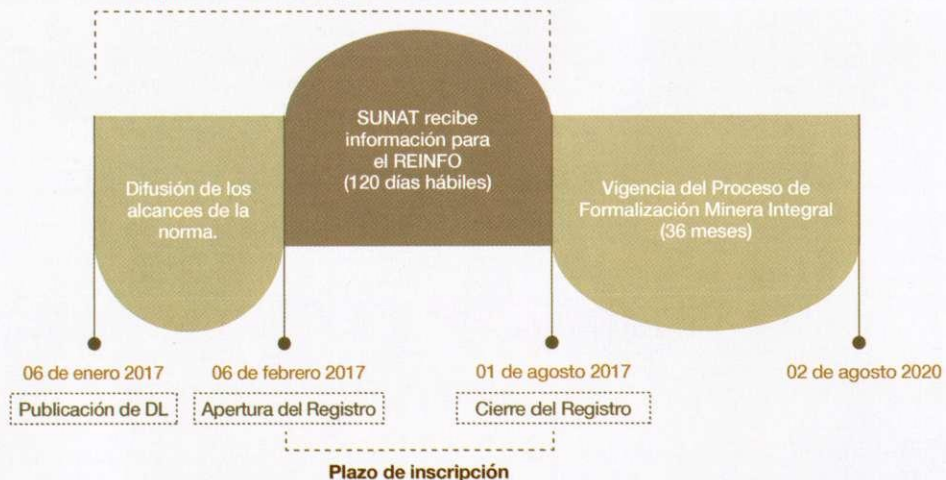 Difusión de los
alcances de la
norma.
SUNAT recibe
información para
el REINFO
(120 días hábiles)
Vigencia del Proceso de
Formalización Minera Integral
(36 meses)
06 de enero 2017
Publicación de DL
06 de febrero 2017
Apertura del Registro
01 de agosto 2017
Cierre del Registro
02 de agosto 2020
Plazo de inscripción